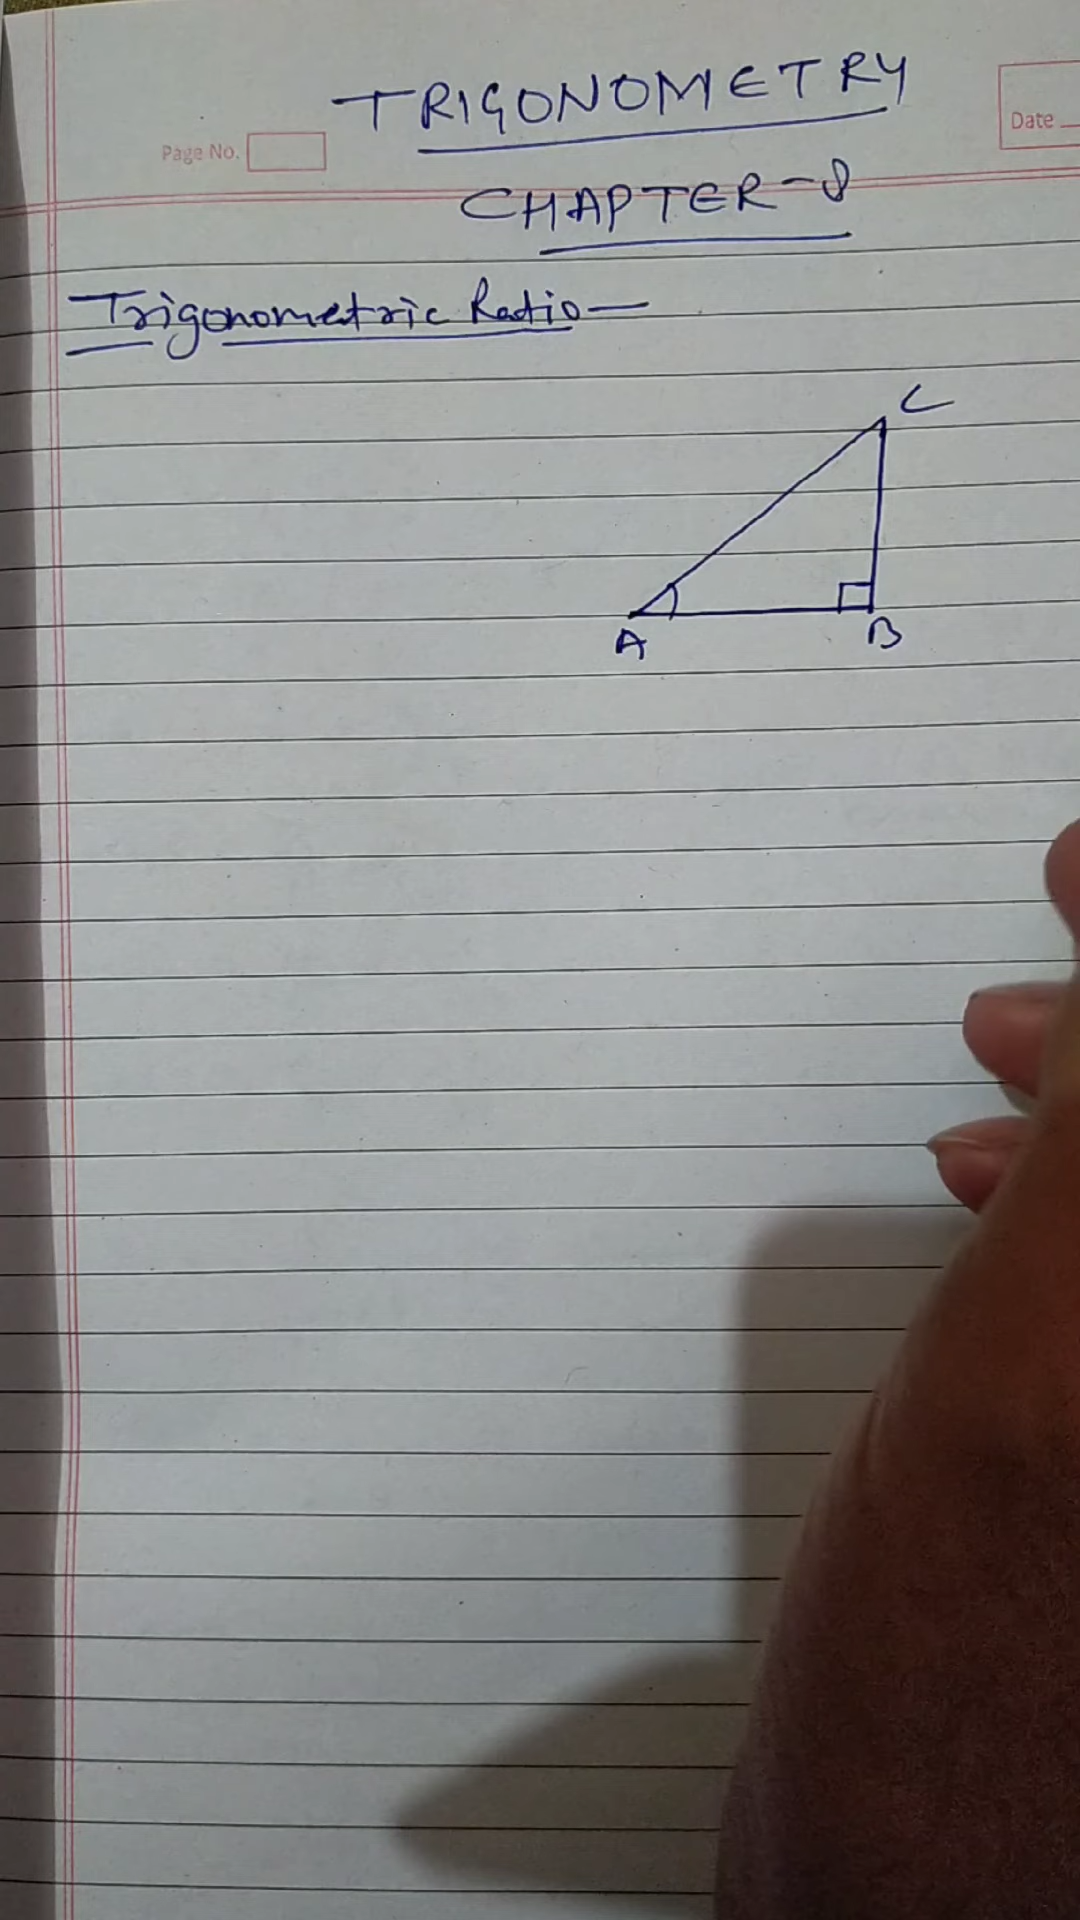 TRIGONOMETRY
Page No.
Date
CHAPTER-8
Trigonometric Ratio—
C
A
B